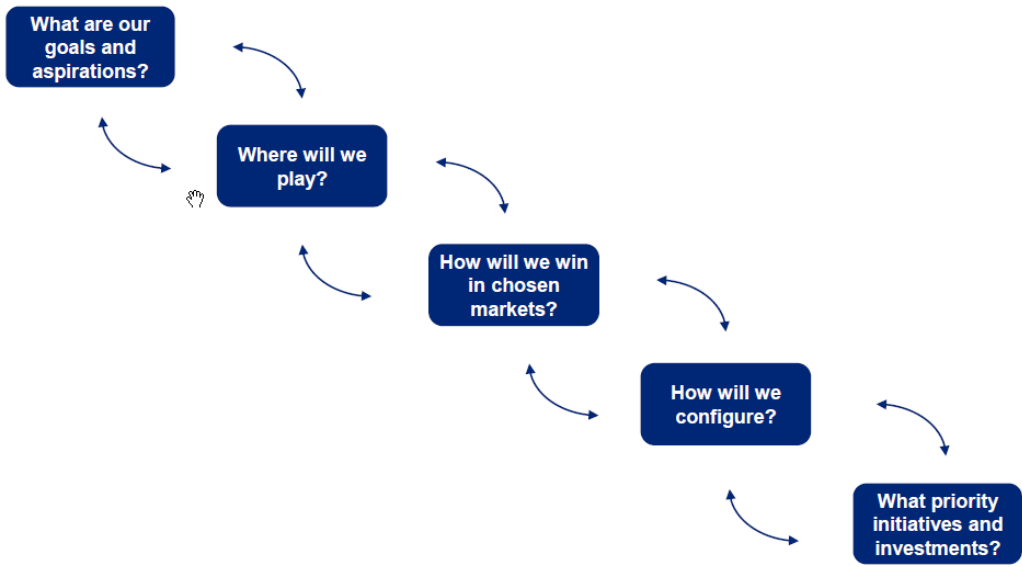 What are our
goals and
aspirations?
Where will we
play?
How will we win
in chosen
markets?
How will we
configure?
What priority
initiatives and
investments?